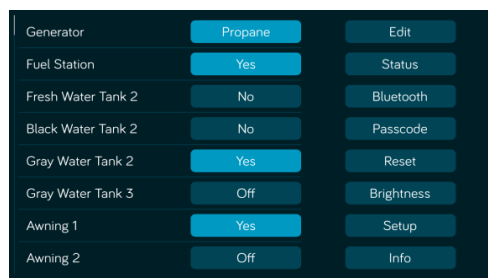 Generator Propane Edit
Fuel Station Yes Status
Fresh Water Tank 2 No Bluetooth
Black Water Tank 2 No Passcode
Gray Water Tank 2 Yes Reset
Gray Water Tank 3 Off Brightness
Awning 1 Yes Setup
Awning 2 Off Info